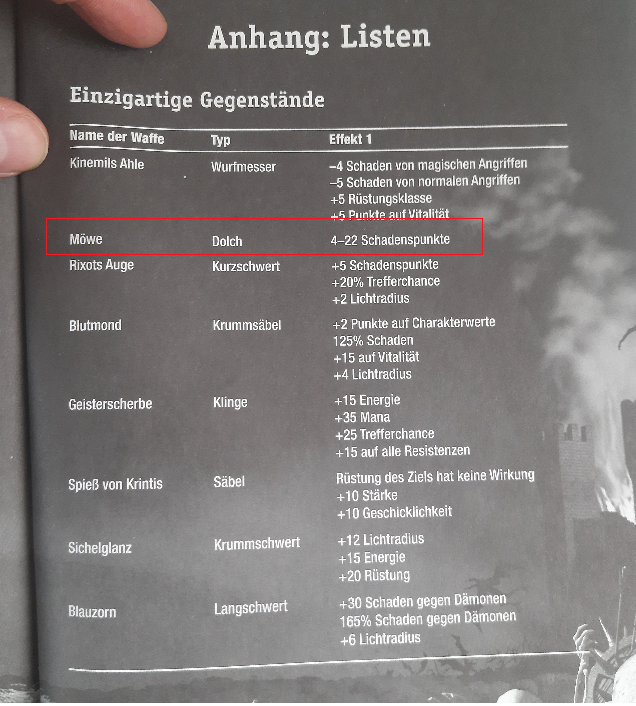 Anhang: Listen
Einzigartige Gegenstände
Name der Waffe Typ Effekt 1
Kinemils Ahle Wurfmesser –4 Schaden von magischen Angriffen
–5 Schaden von normalen Angriffen
+5 Rüstungsklasse
+5 Punkte auf Vitalität
Möwe Dolch 4–22 Schadenspunkte
Rixots Auge Kurzschwert +5 Schadenspunkte
+20% Trefferchance
+2 Lichtradius
Blutmond Krummsäbel +2 Punkte auf Charakterwerte
125% Schaden
+15 auf Vitalität
+4 Lichtradius
Geisterscherbe Klinge +15 Energie
+35 Mana
+25 Trefferchance
+15 auf alle Resistenzen
Spieß von Krintis Säbel Rüstung des Ziels hat keine Wirkung
+10 Stärke
+10 Geschicklichkeit
Sichelglanz Krummschwert +12 Lichtradius
+15 Energie
+20 Rüstung
Blauzorn Langschwert +30 Schaden gegen Dämonen
165% Schaden gegen Dämonen
+6 Lichtradius